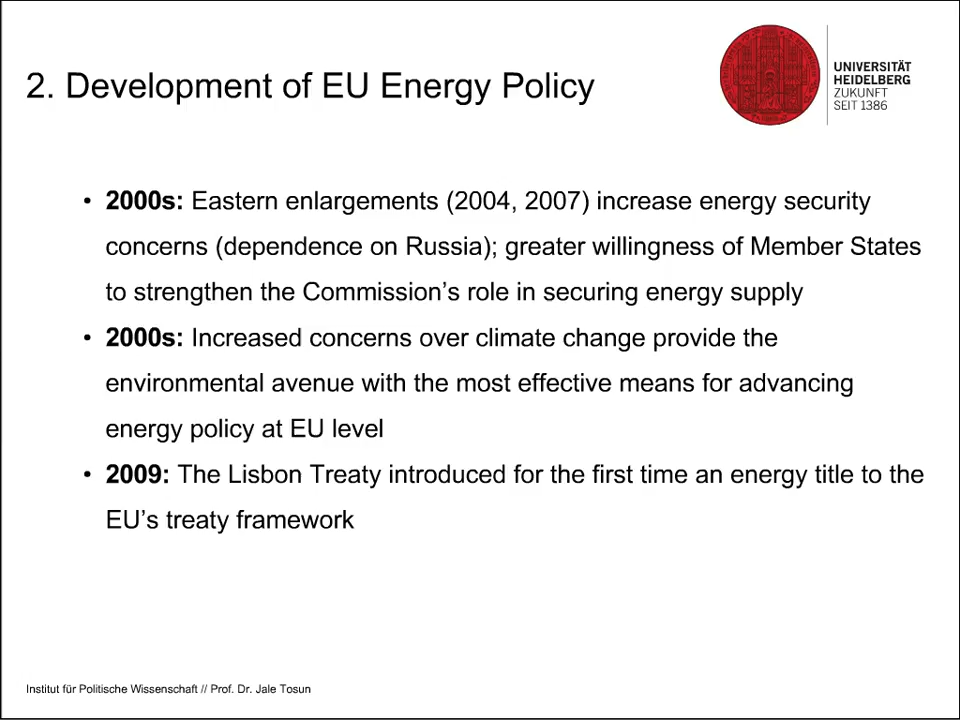 2. Development of EU Energy Policy
UNIVERSITÄT
HEIDELBERG
ZUKUNFT
SEIT 1386
• 2000s: Eastern enlargements (2004, 2007) increase energy security
concerns (dependence on Russia); greater willingness of Member States
to strengthen the Commission’s role in securing energy supply
• 2000s: Increased concerns over climate change provide the
environmental avenue with the most effective means for advancing
energy policy at EU level
• 2009: The Lisbon Treaty introduced for the first time an energy title to the
EU’s treaty framework
Institut für Politische Wissenschaft // Prof. Dr. Jale Tosun